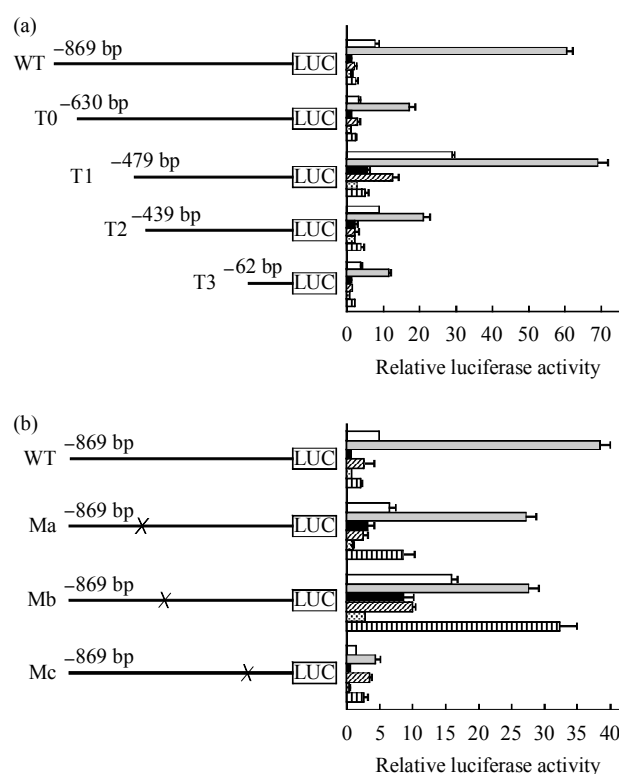 (a)
WT −869 bp LUC
T0 −630 bp LUC
T1 −479 bp LUC
T2 −439 bp LUC
T3 −62 bp LUC
0 10 20 30 40 50 60 70
Relative luciferase activity
(b)
WT −869 bp LUC
Ma −869 bp LUC
Mb −869 bp LUC
Mc −869 bp LUC
0 5 10 15 20 25 30 35 40
Relative luciferase activity